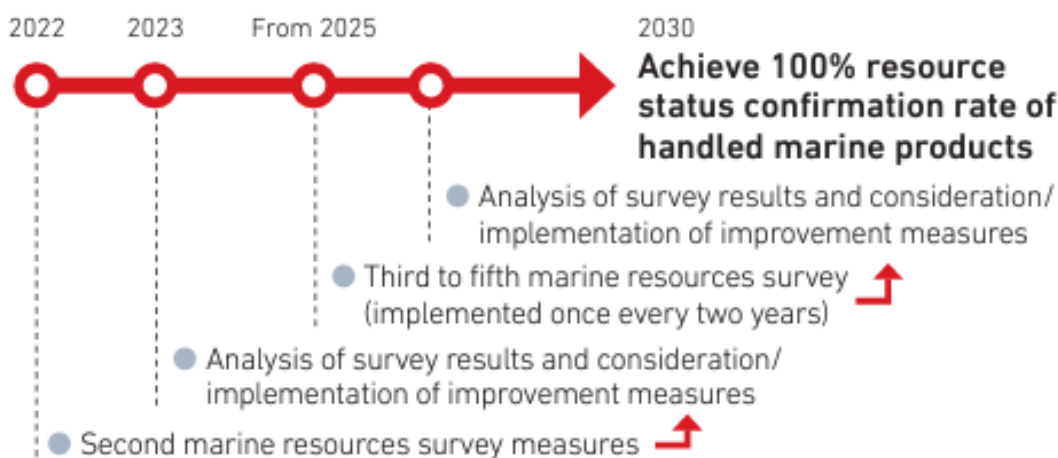 2022 2023 From 2025 2030
Achieve 100% resource
status confirmation rate of
handled marine products
Analysis of survey results and consideration/
implementation of improvement measures
Third to fifth marine resources survey
(implemented once every two years)
Analysis of survey results and consideration/
implementation of improvement measures
Second marine resources survey measures